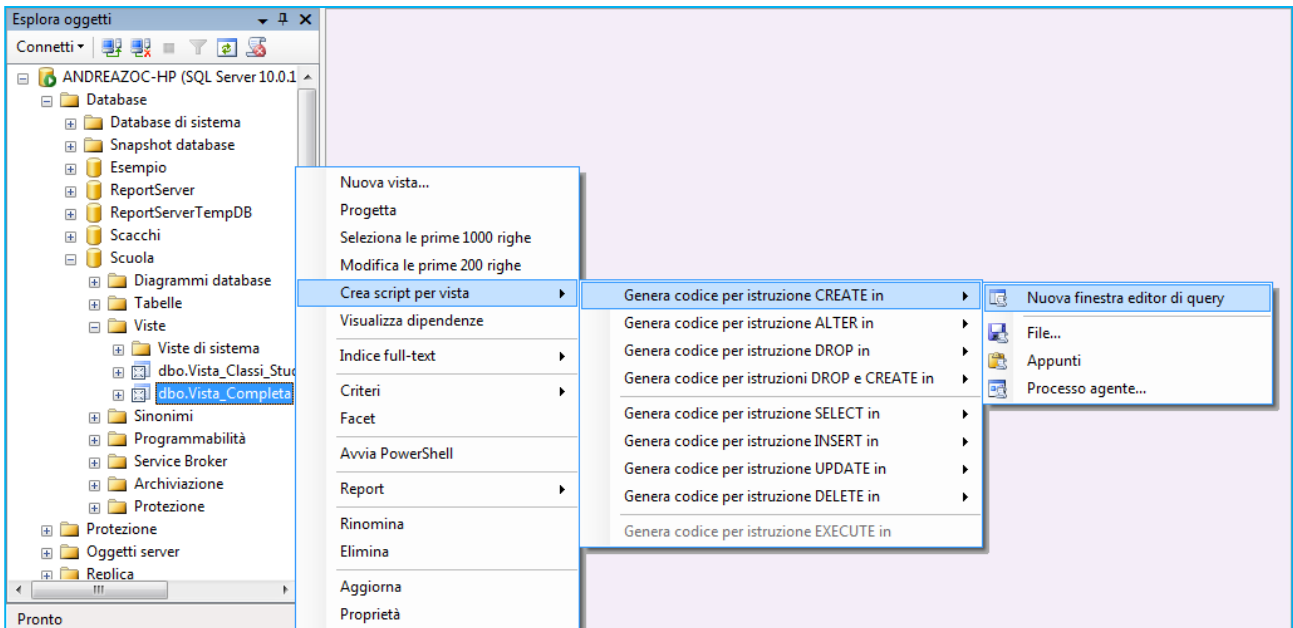 Esplora oggetti
Connetti
ANDREAZOC-HP (SQL Server 10.0.1
Database
Database di sistema
Snapshot database
Esempio
ReportServer
ReportServerTempDB
Scacchi
Scuola
Diagrammi database
Tabelle
Viste
Viste di sistema
dbo.Vista_Classi_Stud
dbo.Vista_Completa
Sinonimi
Programmabilità
Service Broker
Archiviazione
Protezione
Protezione
Oggetti server
Replica
Pronto
Nuova vista...
Progetta
Seleziona le prime 1000 righe
Modifica le prime 200 righe
Crea script per vista
Visualizza dipendenze
Indice full-text
Criteri
Facet
Avvia PowerShell
Report
Rinomina
Elimina
Aggiorna
Proprietà
Genera codice per istruzione CREATE in
Genera codice per istruzione ALTER in
Genera codice per istruzione DROP in
Genera codice per istruzioni DROP e CREATE in
Genera codice per istruzione SELECT in
Genera codice per istruzione INSERT in
Genera codice per istruzione UPDATE in
Genera codice per istruzione DELETE in
Genera codice per istruzione EXECUTE in
Nuova finestra editor di query
File...
Appunti
Processo agente...